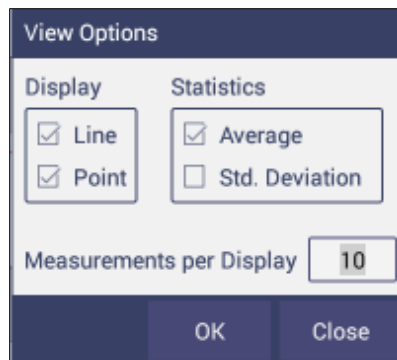 View Options
Display Statistics
Line Average
Point Std. Deviation
Measurements per Display 10
OK Close